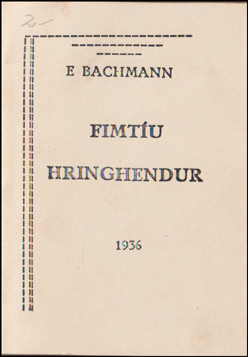 2-
E BACHMANN
FIMTÍU
HRINGHENDUR
1936